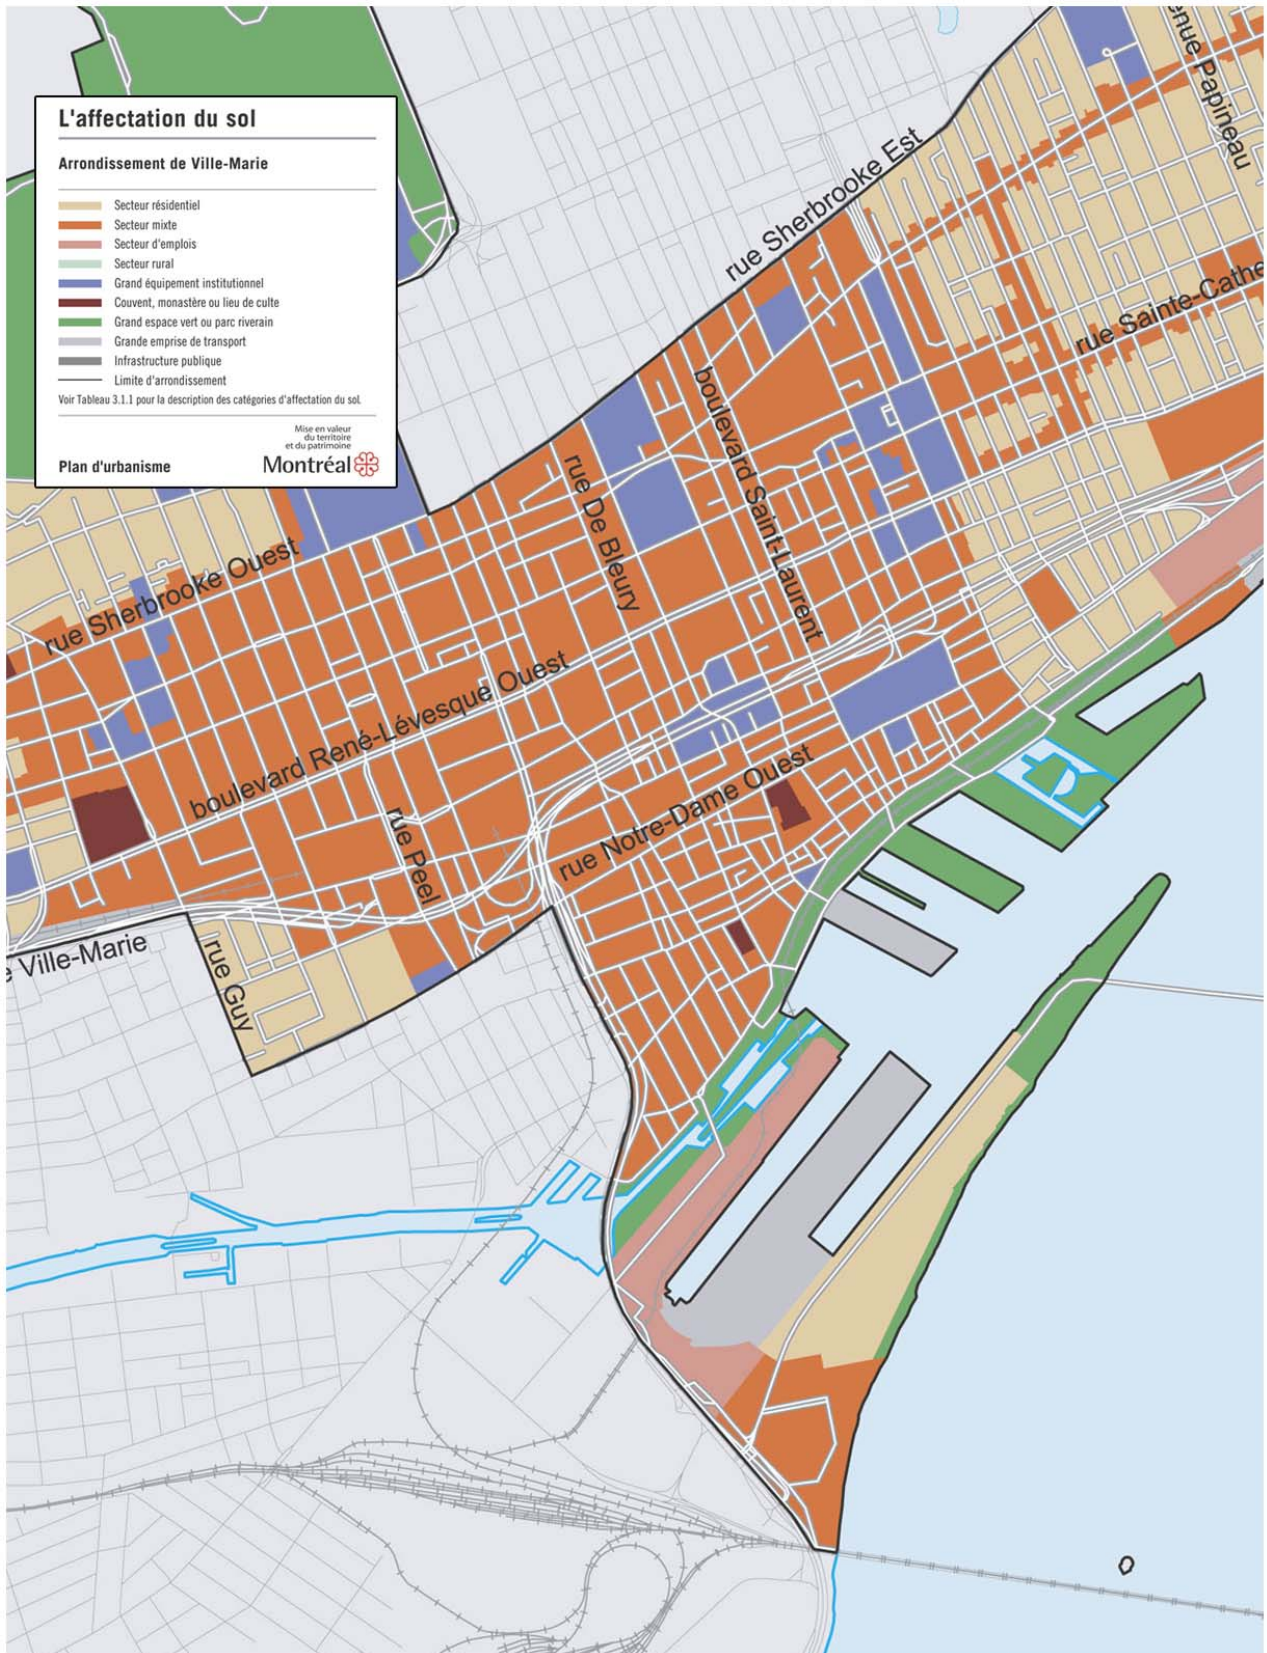 L'affectation du sol
Arrondissement de Ville-Marie
Secteur résidentiel
Secteur mixte
Secteur d'emplois
Secteur rural
Grand équipement institutionnel
Couvent, monastère ou lieu de culte
Grand espace vert ou parc riverain
Grande emprise de transport
Infrastructure publique
Limite d'arrondissement
Voir Tableau 3.1.1 pour la description des catégories d'affectation du sol.
Mise en valeur
du territoire
et du patrimoine
Plan d'urbanisme
Montréal
enue Papineau
rue Sherbrooke Est
rue Sainte-Cathe
boulevard Saint-Laurent
rue De Bleury
rue Sherbrooke Ouest
boulevard René-Lévesque Ouest
rue Notre-Dame Ouest
rue Peel
e Ville-Marie
rue Guy